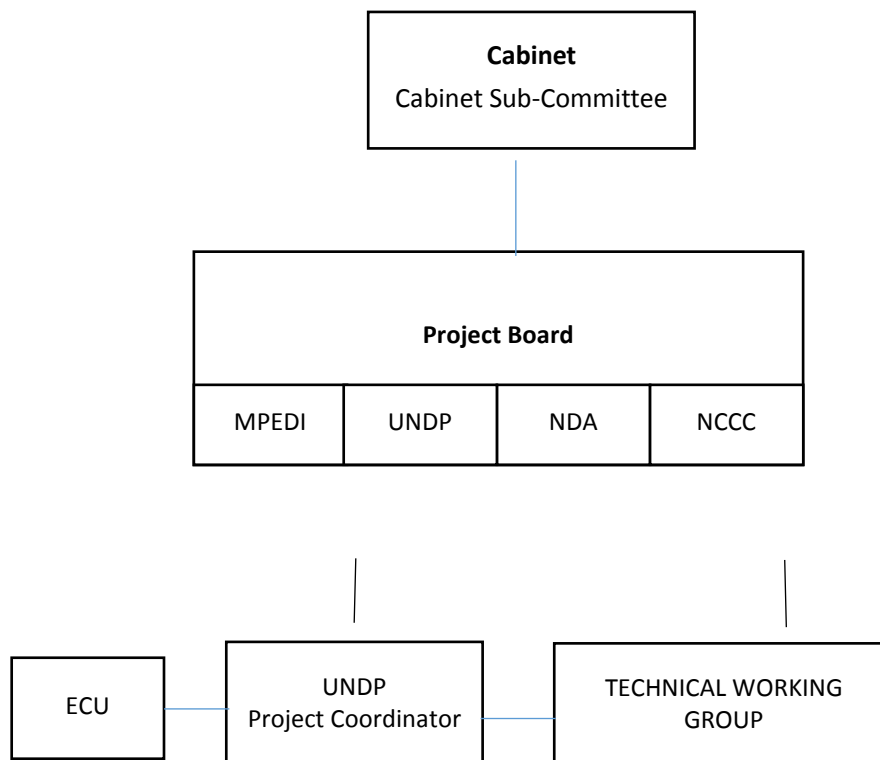 Cabinet
Cabinet Sub-Committee
Project Board
MPEDI
UNDP
NDA
NCCC
ECU
UNDP
Project Coordinator
TECHNICAL WORKING
GROUP